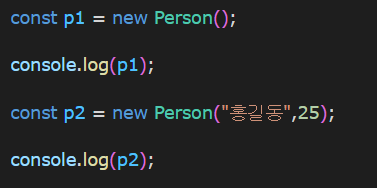 const p1 = new Person();
console.log(p1);
const p2 = new Person("홍길동",25);
console.log(p2);